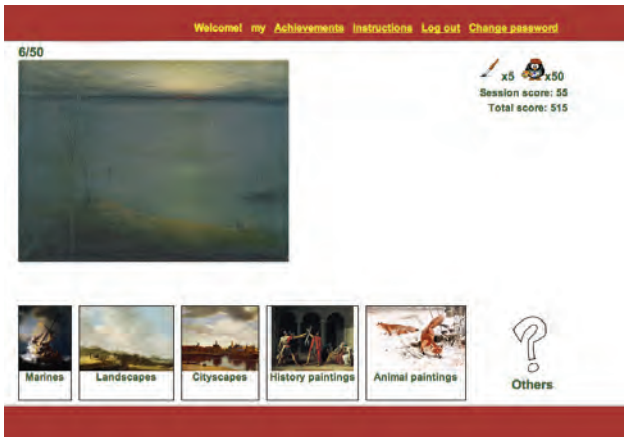 Welcome! my Achievements Instructions Log out Change password
6/50
x5 x50
Session score: 55
Total score: 515
Marines Landscapes Cityscapes History paintings Animal paintings Others